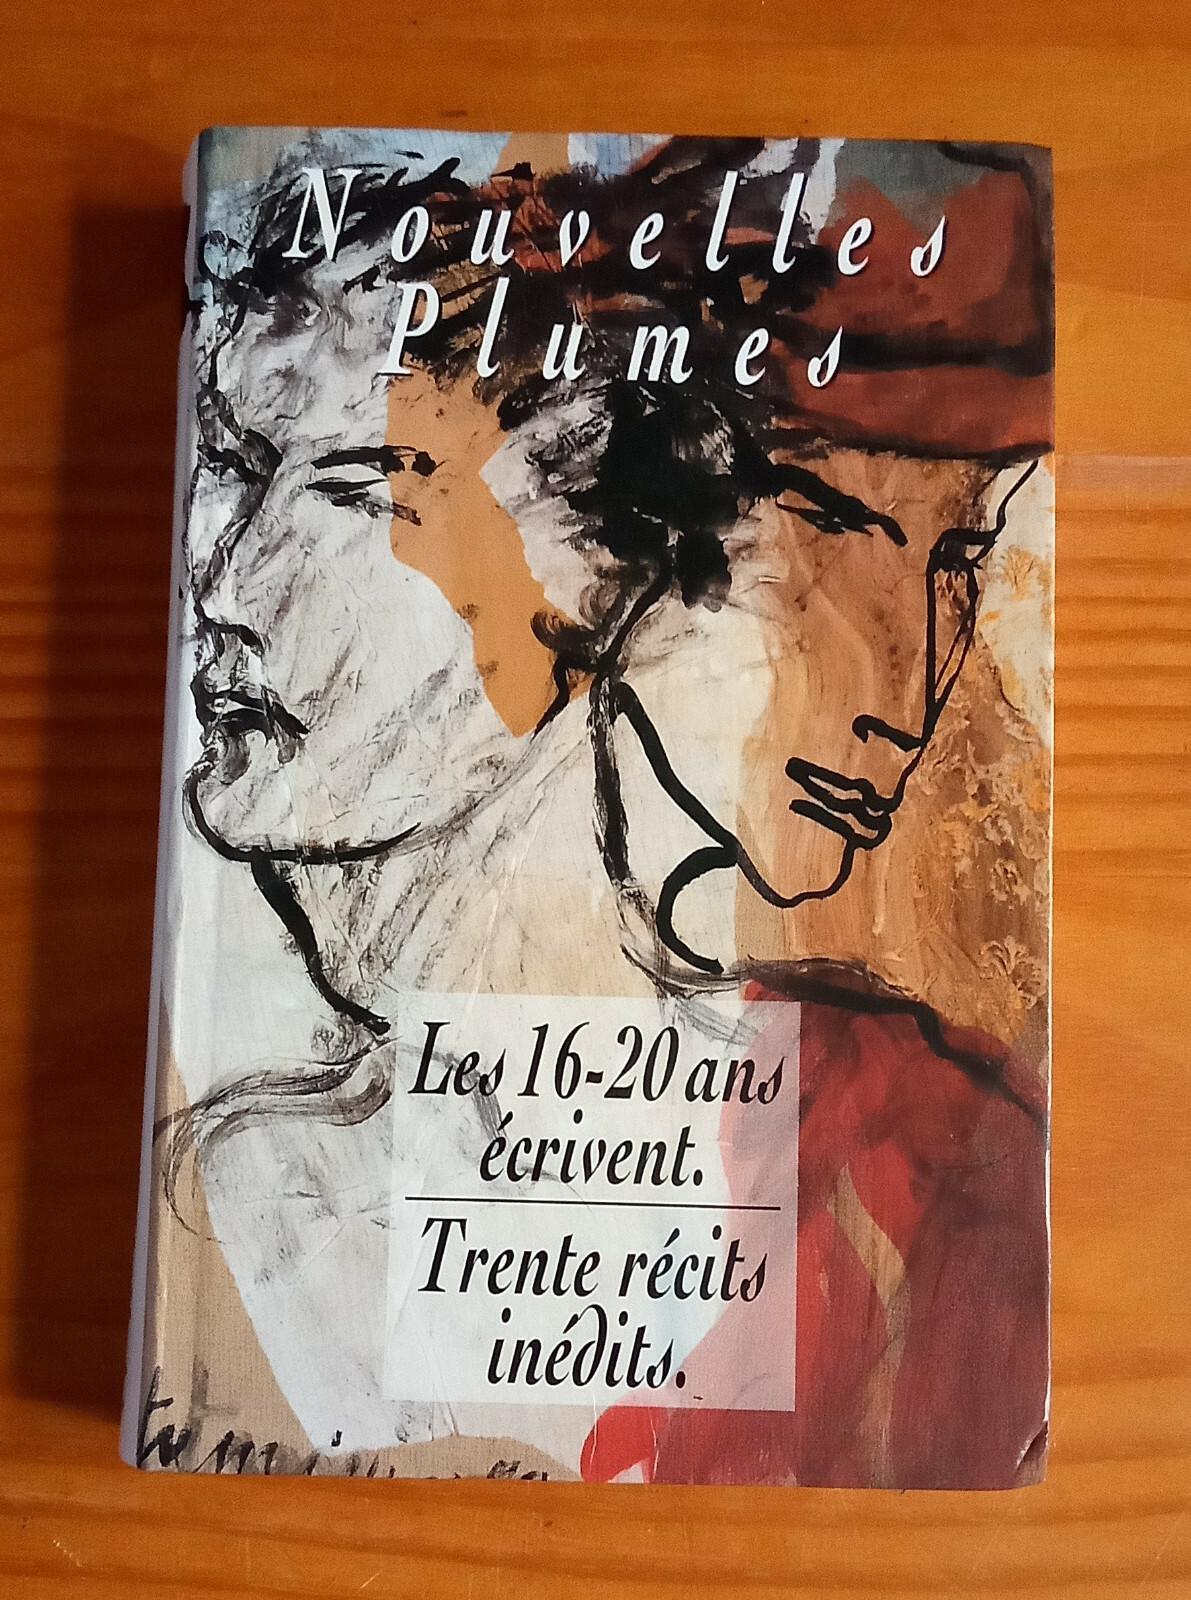 Nouvelles
Plumes
Les 16-20 ans
écrivent.
Trente récits
inédits.